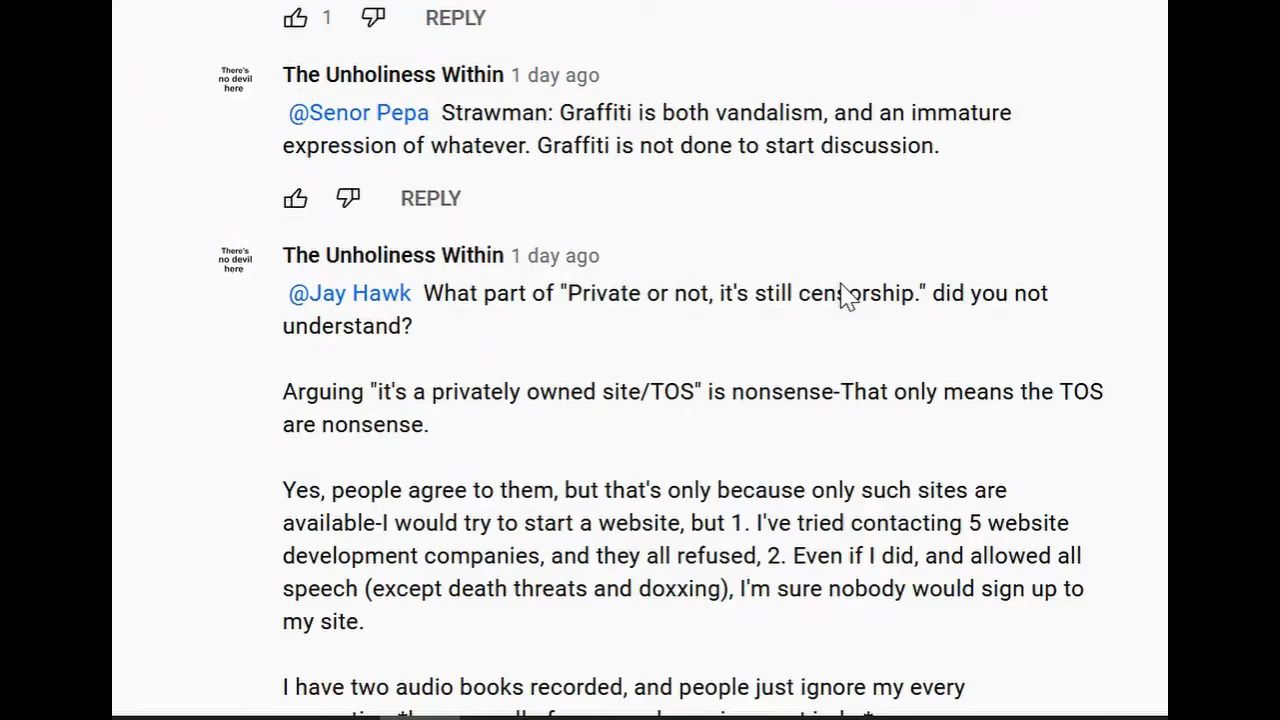 1 REPLY
There's
no devil
here
The Unholiness Within 1 day ago
@Senor Pepa Strawman: Graffiti is both vandalism, and an immature
expression of whatever. Graffiti is not done to start discussion.
REPLY
There's
no devil
here
The Unholiness Within 1 day ago
@Jay Hawk What part of "Private or not, it's still censorship." did you not
understand?
Arguing "it's a privately owned site/TOS" is nonsense-That only means the TOS
are nonsense.
Yes, people agree to them, but that's only because only such sites are
available-I would try to start a website, but 1. I've tried contacting 5 website
development companies, and they all refused, 2. Even if I did, and allowed all
speech (except death threats and doxxing), I'm sure nobody would sign up to
my site.
I have two audio books recorded, and people just ignore my every